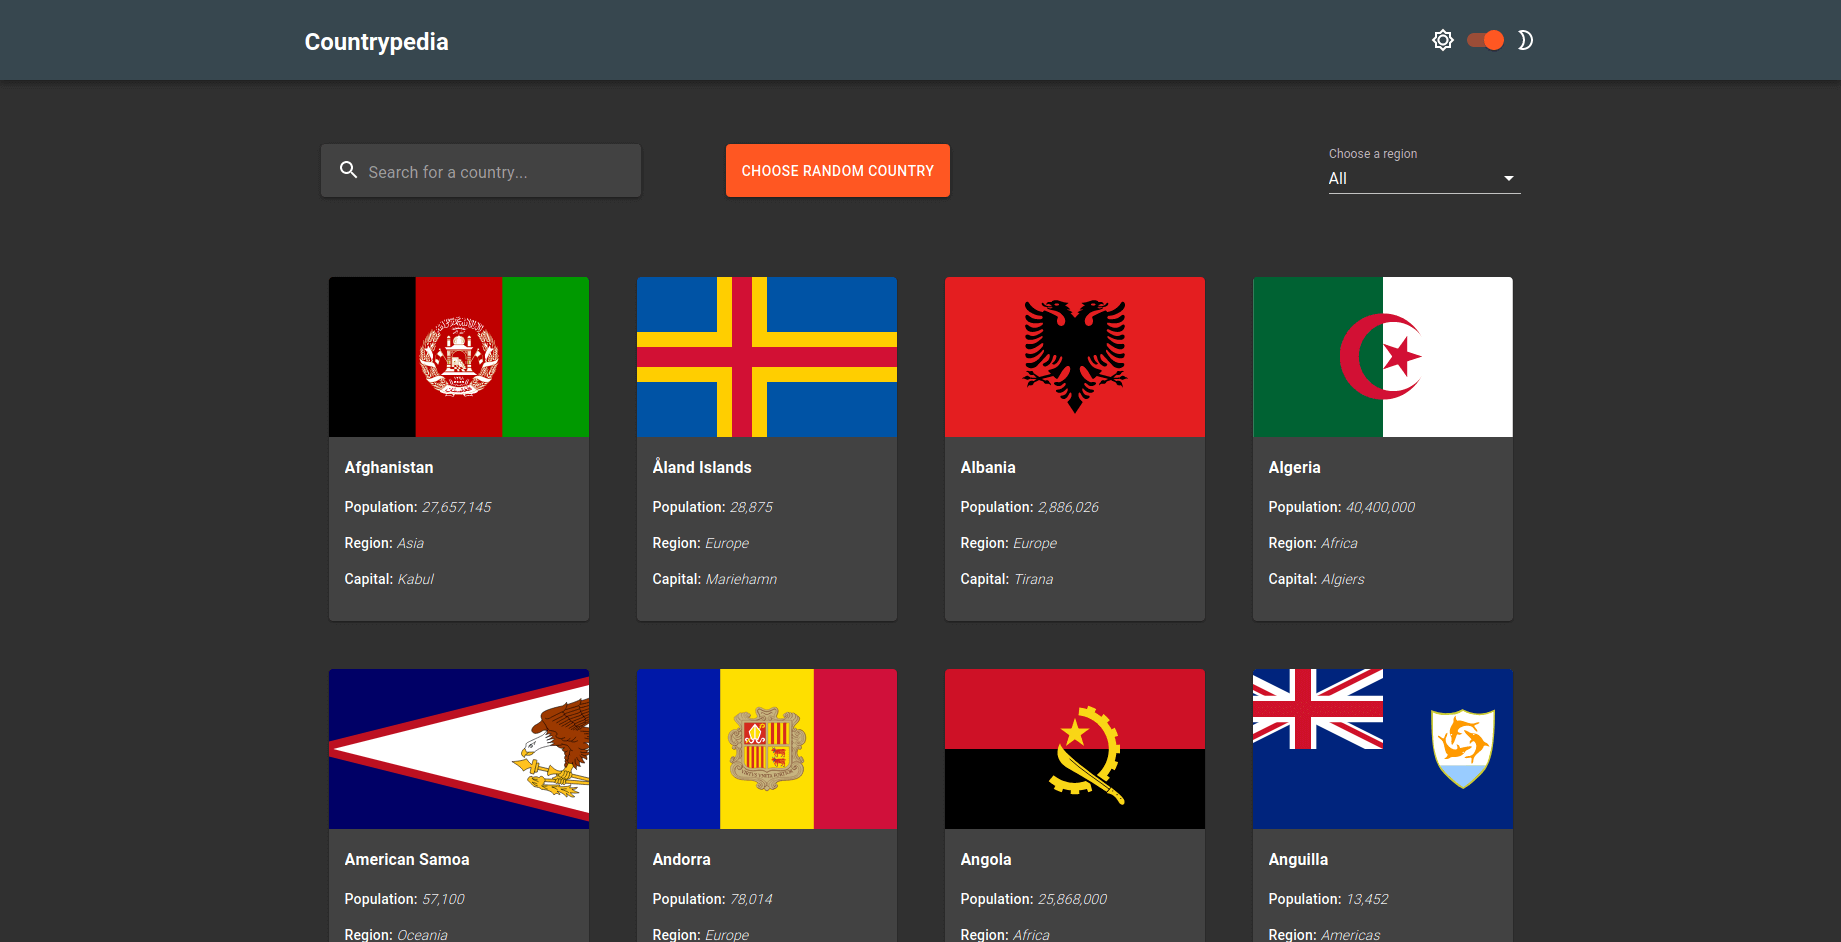 Countrypedia
Search for a country...
CHOOSE RANDOM COUNTRY
Choose a region
All
Afghanistan
Population: 27,657,145
Region: Asia
Capital: Kabul
Åland Islands
Population: 28,875
Region: Europe
Capital: Mariehamn
Albania
Population: 2,886,026
Region: Europe
Capital: Tirana
Algeria
Population: 40,400,000
Region: Africa
Capital: Algiers
American Samoa
Population: 57,100
Region: Oceania
Andorra
Population: 78,014
Region: Europe
Angola
Population: 25,868,000
Region: Africa
Anguilla
Population: 13,452
Region: Americas